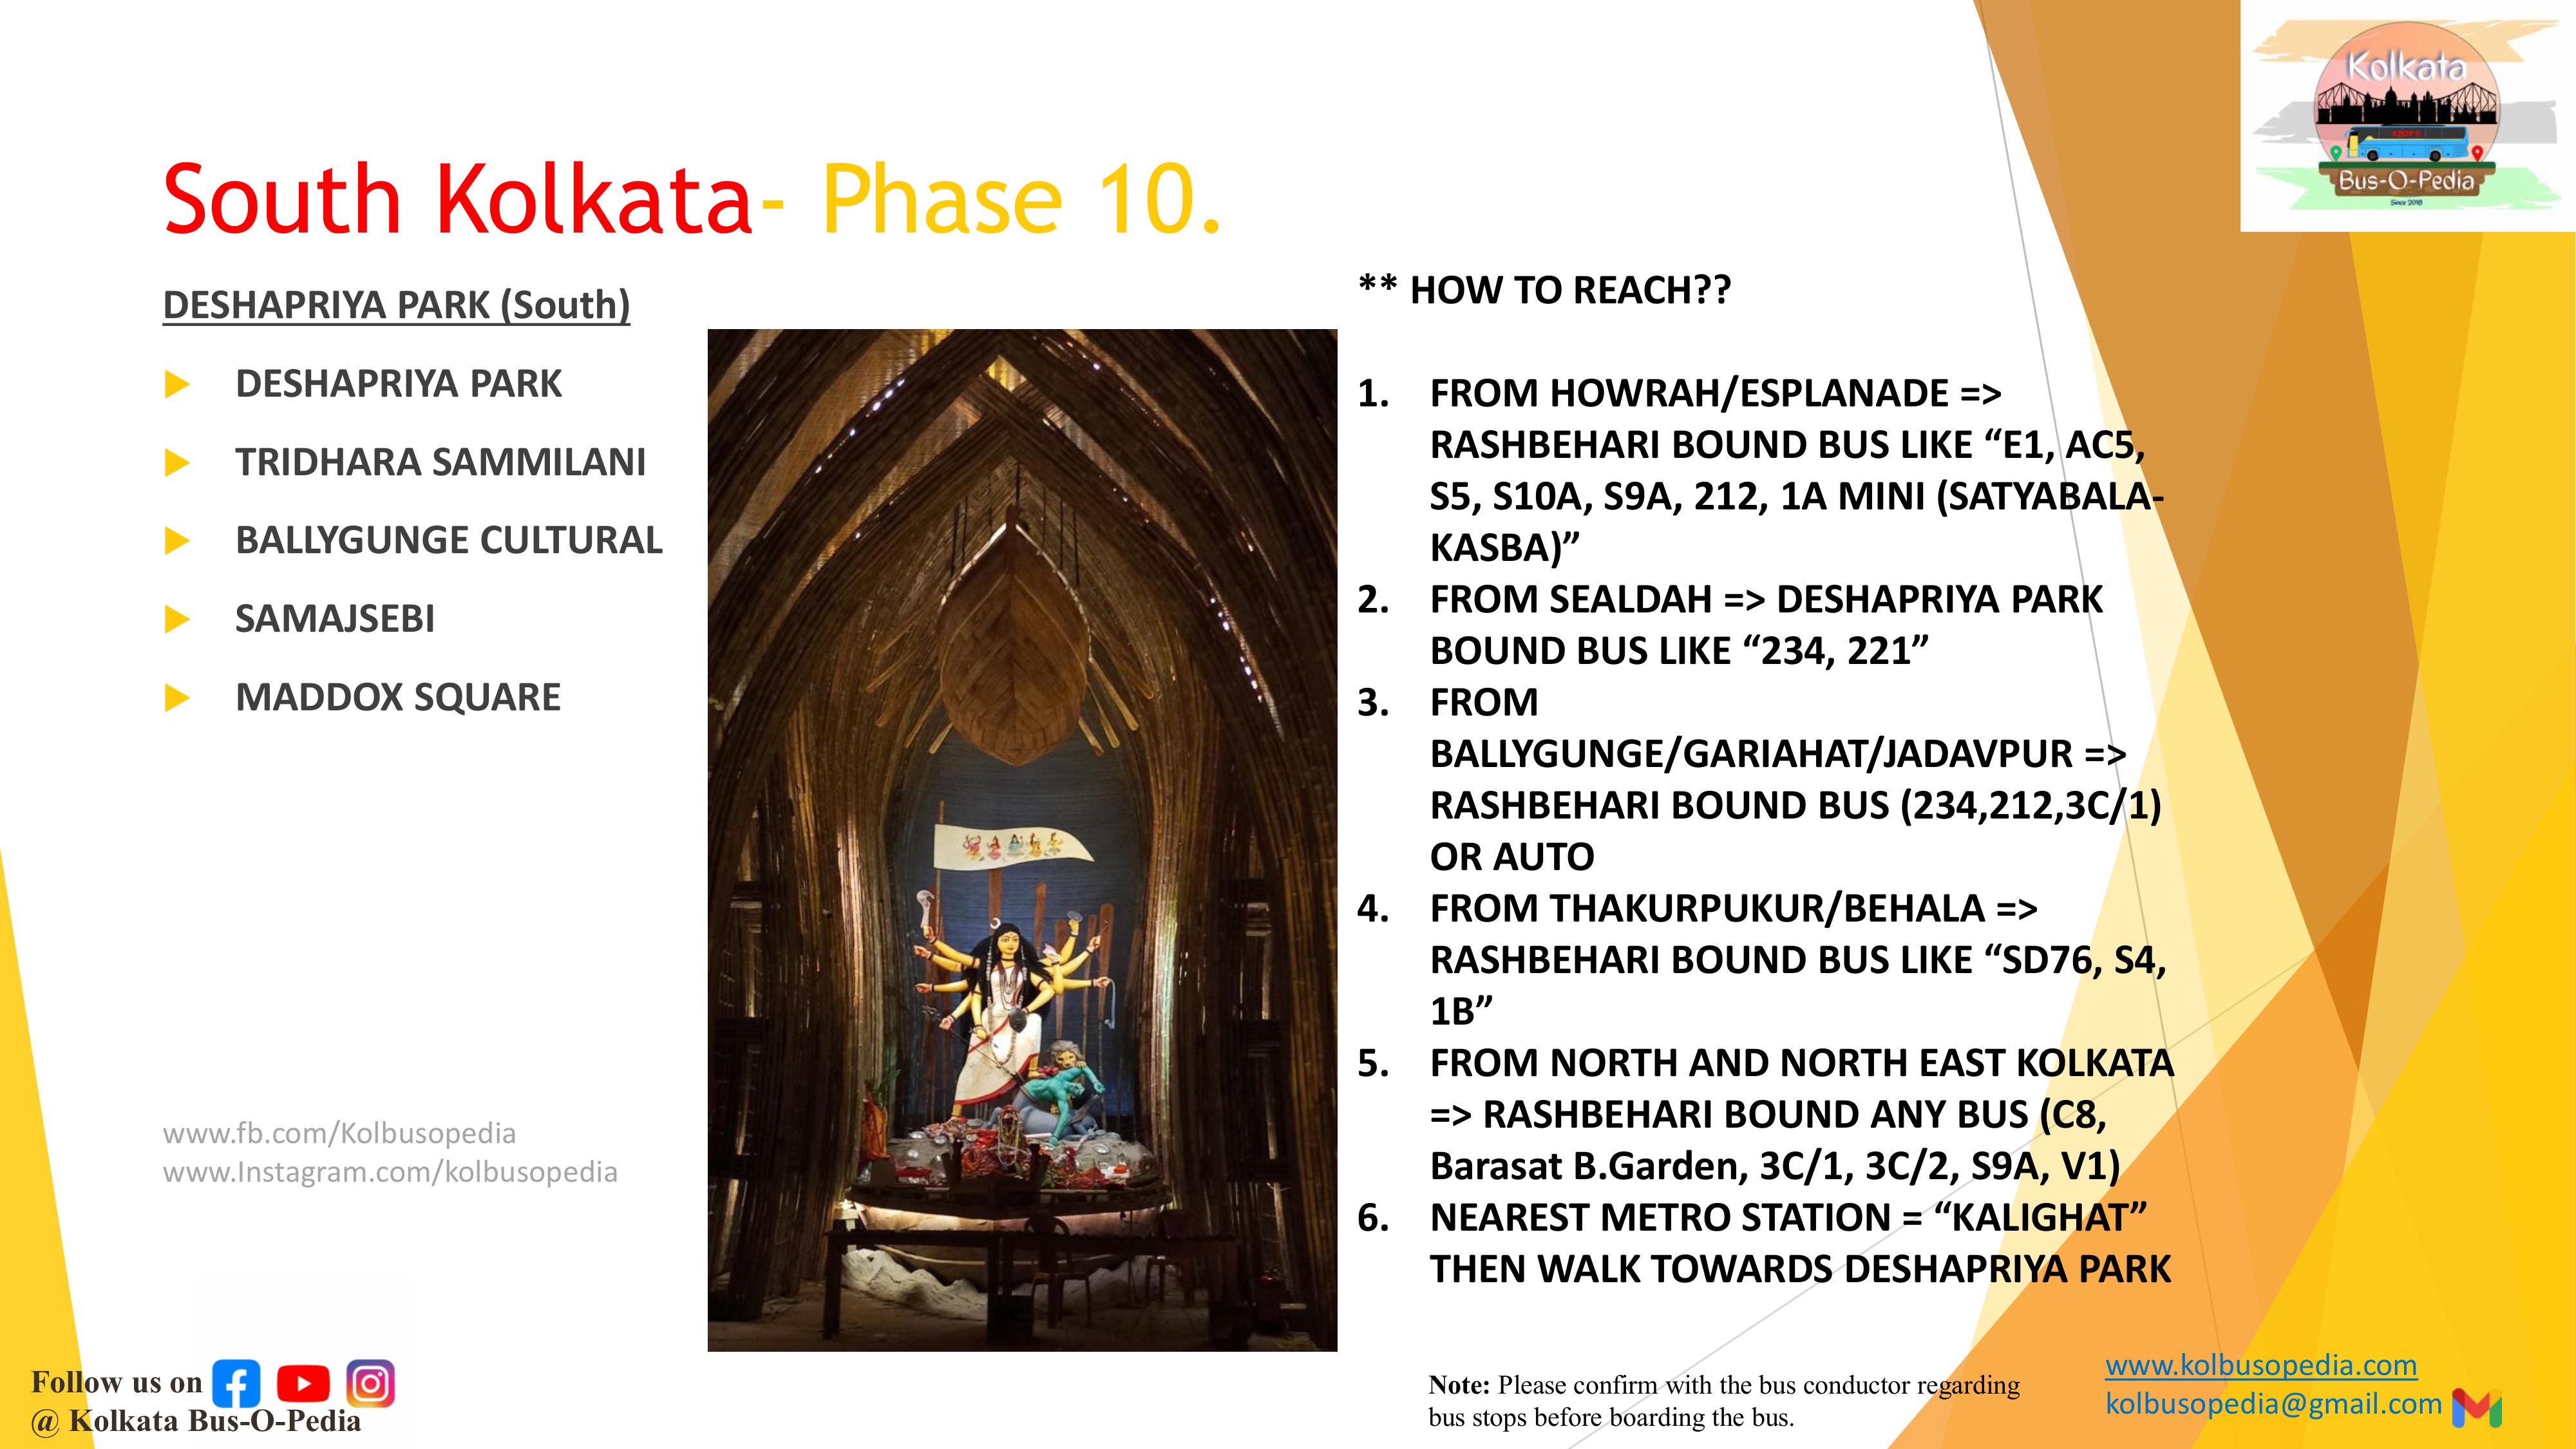 Kolkata
Bus-O-Pedia
Since 2018
South Kolkata- Phase 10.
DESHAPRIYA PARK (South)
DESHAPRIYA PARK
TRIDHARA SAMMILANI
BALLYGUNGE CULTURAL
SAMAJSEBI
MADDOX SQUARE
www.fb.com/Kolbusopedia
www.Instagram.com/kolbusopedia
** HOW TO REACH??
1. FROM HOWRAH/ESPLANADE =>
RASHBEHARI BOUND BUS LIKE “E1, AC5,
S5, S10A, S9A, 212, 1A MINI (SATYABALA-
KASBA)”
2. FROM SEALDAH => DESHAPRIYA PARK
BOUND BUS LIKE “234, 221”
3. FROM
BALLYGUNGE/GARIAHAT/JADAVPUR =>
RASHBEHARI BOUND BUS (234,212,3C/1)
OR AUTO
4. FROM THAKURPUKUR/BEHALA =>
RASHBEHARI BOUND BUS LIKE “SD76, S4,
1B”
5. FROM NORTH AND NORTH EAST KOLKATA
=> RASHBEHARI BOUND ANY BUS (C8,
Barasat B.Garden, 3C/1, 3C/2, S9A, V1)
6. NEAREST METRO STATION = “KALIGHAT”
THEN WALK TOWARDS DESHAPRIYA PARK
Follow us on
@ Kolkata Bus-O-Pedia
Note: Please confirm with the bus conductor regarding
bus stops before boarding the bus.
www.kolbusopedia.com
kolbusopedia@gmail.com